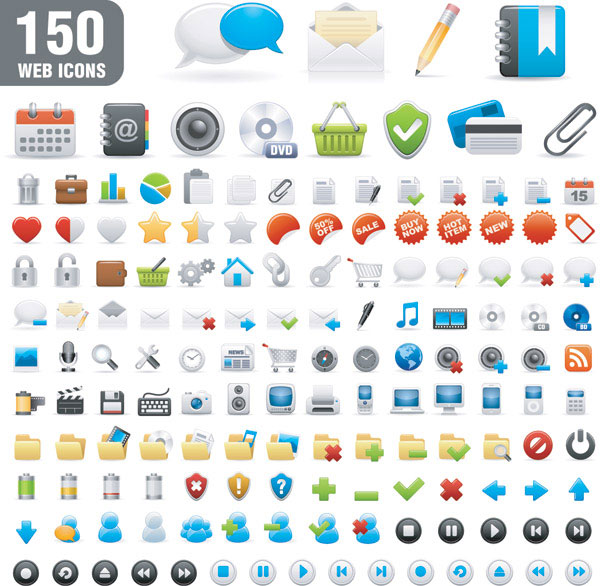 150
WEB ICONS
@
DVD
15
50% OFF
SALE
BUY NOW
HOT ITEM
NEW
CD
BD
NEWS